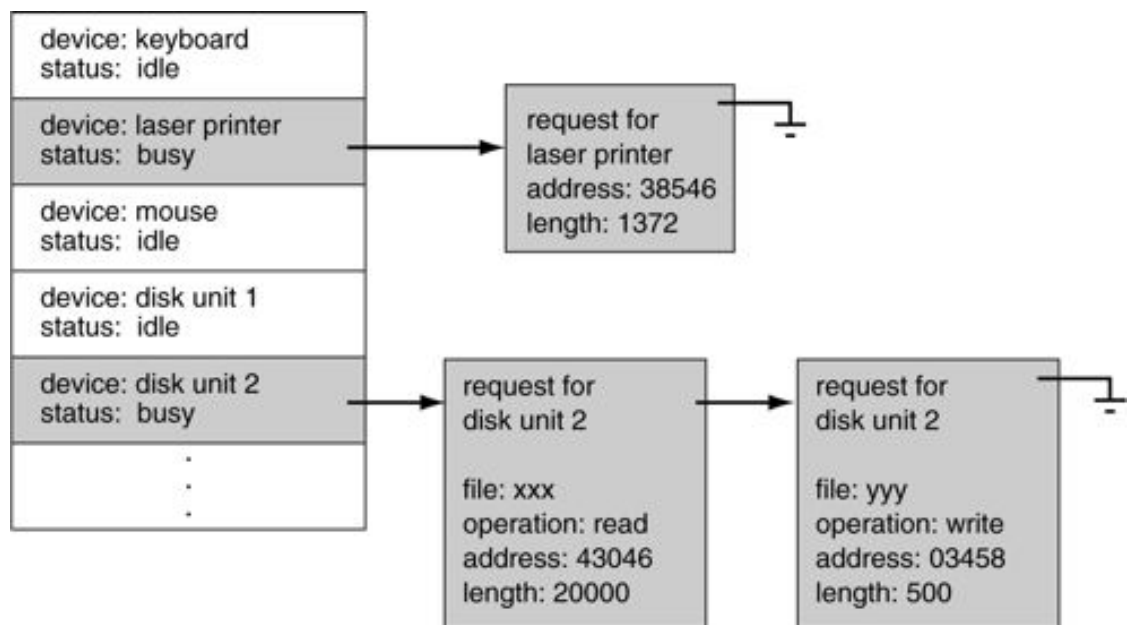 device: keyboard
status: idle
device: laser printer
status: busy
device: mouse
status: idle
device: disk unit 1
status: idle
device: disk unit 2
status: busy
request for
laser printer
address: 38546
length: 1372
request for
disk unit 2
file: xxx
operation: read
address: 43046
length: 20000
request for
disk unit 2
file: yyy
operation: write
address: 03458
length: 500